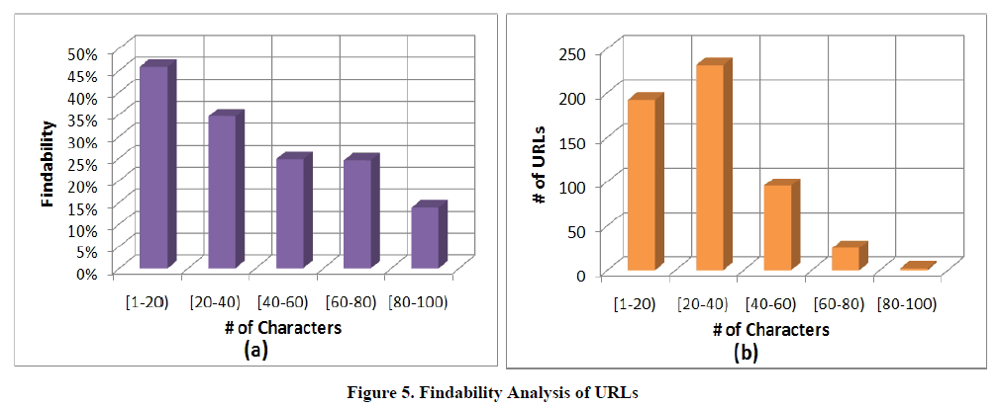 50%
45%
40%
35%
30%
25%
20%
15%
10%
5%
0%
Findability
[1-20) [20-40) [40-60) [60-80) [80-100)
# of Characters
(a)
250
200
150
100
50
0
# of URLs
[1-20) [20-40) [40-60) [60-80) [80-100)
# of Characters
(b)
Figure 5. Findability Analysis of URLs